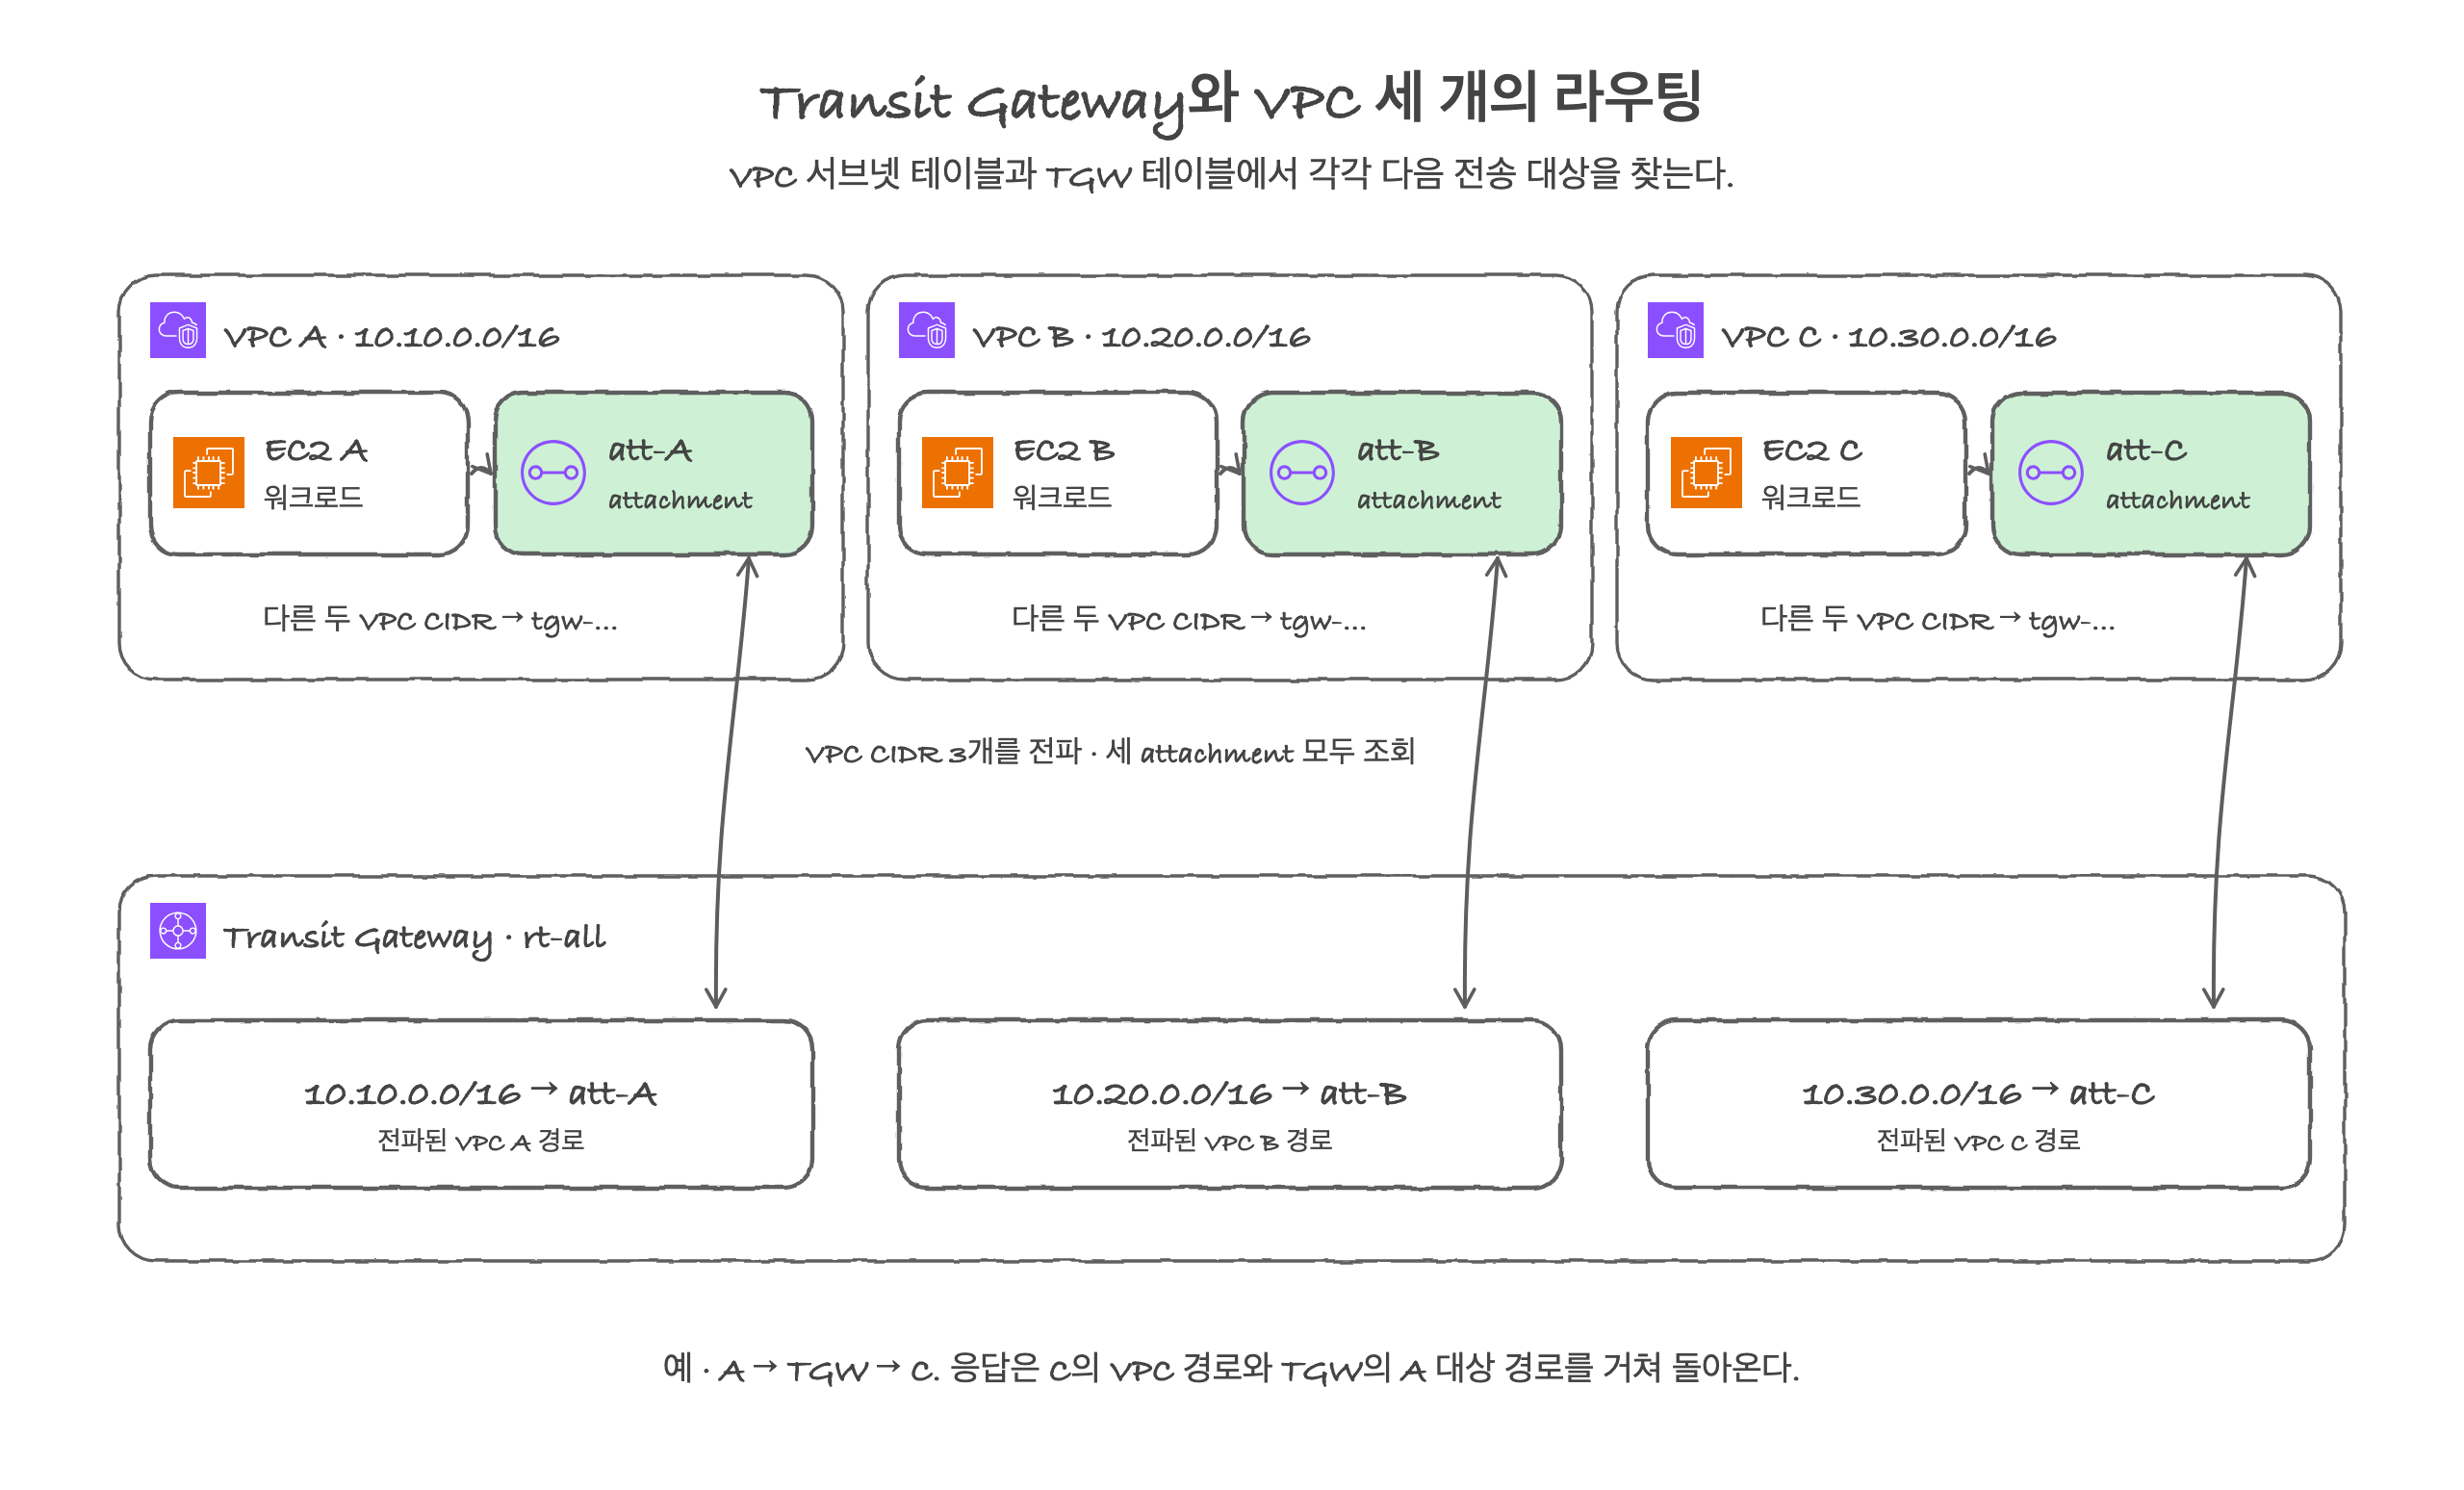 Transit Gateway와 VPC 세 개의 라우팅
VPC 서브넷 테이블과 TGW 테이블에서 각각 다음 전송 대상을 찾는다.
VPC A · 10.10.0.0/16
EC2 A
워크로드
att-A
attachment
다른 두 VPC CIDR → tgw-...
VPC B · 10.20.0.0/16
EC2 B
워크로드
att-B
attachment
다른 두 VPC CIDR → tgw-...
VPC C · 10.30.0.0/16
EC2 C
워크로드
att-C
attachment
다른 두 VPC CIDR → tgw-...
VPC CIDR 3개를 전파 · 세 attachment 모두 조회
Transit Gateway · rt-all
10.10.0.0/16 → att-A
전파된 VPC A 경로
10.20.0.0/16 → att-B
전파된 VPC B 경로
10.30.0.0/16 → att-C
전파된 VPC C 경로
예 · A → TGW → C. 응답은 C의 VPC 경로와 TGW의 A 대상 경로를 거쳐 돌아온다.